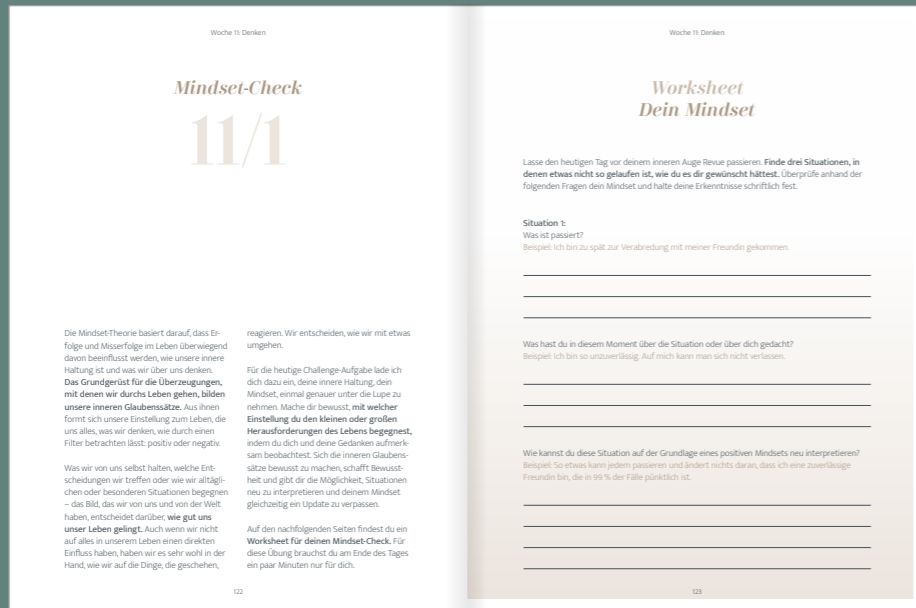 Woche 11: Denken
Mindset-Check
11/1
Die Mindset-Theorie basiert darauf, dass Er-
folge und Misserfolge im Leben überwiegend
davon beeinflusst werden, wie unsere innere
Haltung ist und was wir über uns denken.
Das Grundgerüst für die Überzeugungen,
mit denen wir durchs Leben gehen, bilden
unsere inneren Glaubenssätze. Aus ihnen
formt sich unsere Einstellung zum Leben, die
uns alles, was wir denken, wie durch einen
Filter betrachten lässt: positiv oder negativ.
Was wir von uns selbst halten, welche Ent-
scheidungen wir treffen oder wie wir alltägli-
chen oder besonderen Situationen begegnen
– das Bild, das wir von uns und von der Welt
haben, entscheidet darüber, wie gut uns
unser Leben gelingt. Auch wenn wir nicht
auf alles in unserem Leben einen direkten
Einfluss haben, haben wir es sehr wohl in der
Hand, wie wir auf die Dinge, die geschehen,
reagieren. Wir entscheiden, wie wir mit etwas
umgehen.
Für die heutige Challenge-Aufgabe lade ich
dich dazu ein, deine innere Haltung, dein
Mindset, einmal genauer unter die Lupe zu
nehmen. Mache dir bewusst, mit welcher
Einstellung du den kleinen oder großen
Herausforderungen des Lebens begegnest,
indem du dich und deine Gedanken aufmerk-
sam beobachtest. Sich die inneren Glaubens-
sätze bewusst zu machen, schafft Bewusst-
heit und gibt dir die Möglichkeit, Situationen
neu zu interpretieren und deinem Mindset
gleichzeitig ein Update zu verpassen.
Auf den nachfolgenden Seiten findest du ein
Worksheet für deinen Mindset-Check. Für
diese Übung brauchst du am Ende des Tages
ein paar Minuten nur für dich.
122
Woche 11: Denken
Worksheet
Dein Mindset
Lasse den heutigen Tag vor deinem inneren Auge Revue passieren. Finde drei Situationen, in
denen etwas nicht so gelaufen ist, wie du es dir gewünscht hättest. Überprüfe anhand der
folgenden Fragen dein Mindset und halte deine Erkenntnisse schriftlich fest.
Situation 1:
Was ist passiert?
Beispiel: Ich bin zu spät zur Verabredung mit meiner Freundin gekommen.
Was hast du in diesem Moment über die Situation oder über dich gedacht?
Beispiel: Ich bin so unzuverlässig. Auf mich kann man sich nicht verlassen.
Wie kannst du diese Situation auf der Grundlage eines positiven Mindsets neu interpretieren?
Beispiel: So etwas kann jedem passieren und ändert nichts daran, dass ich eine zuverlässige
Freundin bin, die in 99 % der Fälle pünktlich ist.
123